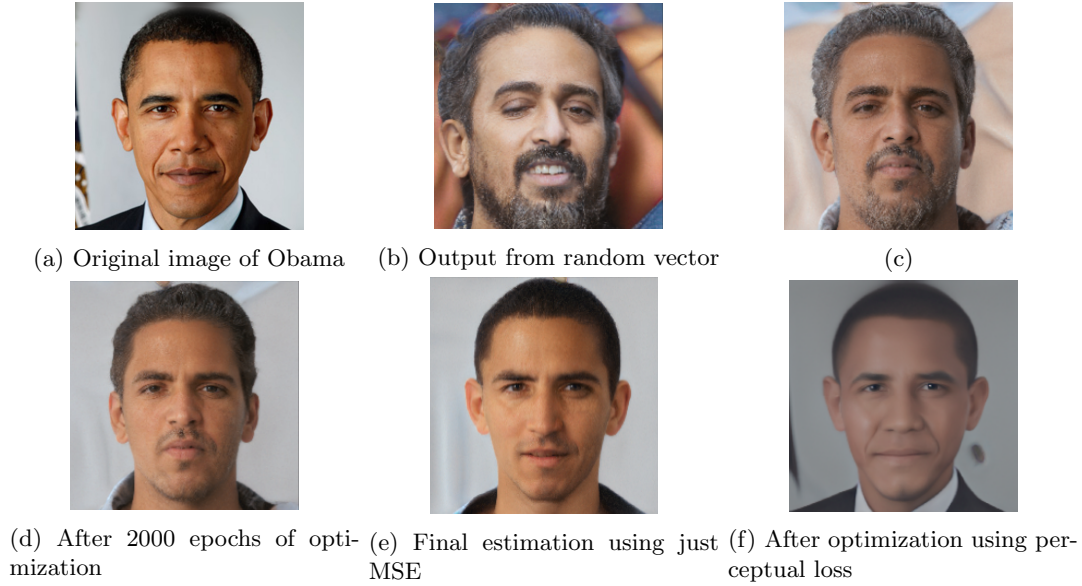 (a) Original image of Obama
(b) Output from random vector
(c)
(d) After 2000 epochs of opti-
mization
(e) Final estimation using just
MSE
(f) After optimization using per-
ceptual loss